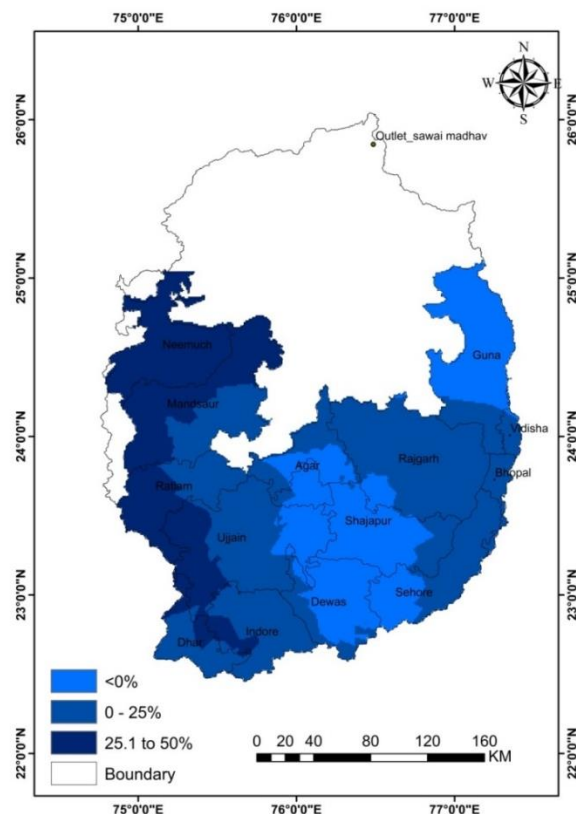 75°0'0"E 76°0'0"E 77°0'0"E
N
W E
S
26°0'0"N 26°0'0"N
Outlet_sawai madhav
25°0'0"N 25°0'0"N
Neemuch
Guna
Mandsaur
24°0'0"N 24°0'0"N
Vidisha
Agar
Rajgarh
Bhopal
Ratlam
Shajapur
Ujjain
23°0'0"N 23°0'0"N
Dewas
Sehore
Indore
Dhar
<0%
0 - 25%
25.1 to 50%
Boundary
0 10 20 40 80 120 160
KM
22°0'0"N 22°0'0"N
75°0'0"E 76°0'0"E 77°0'0"E